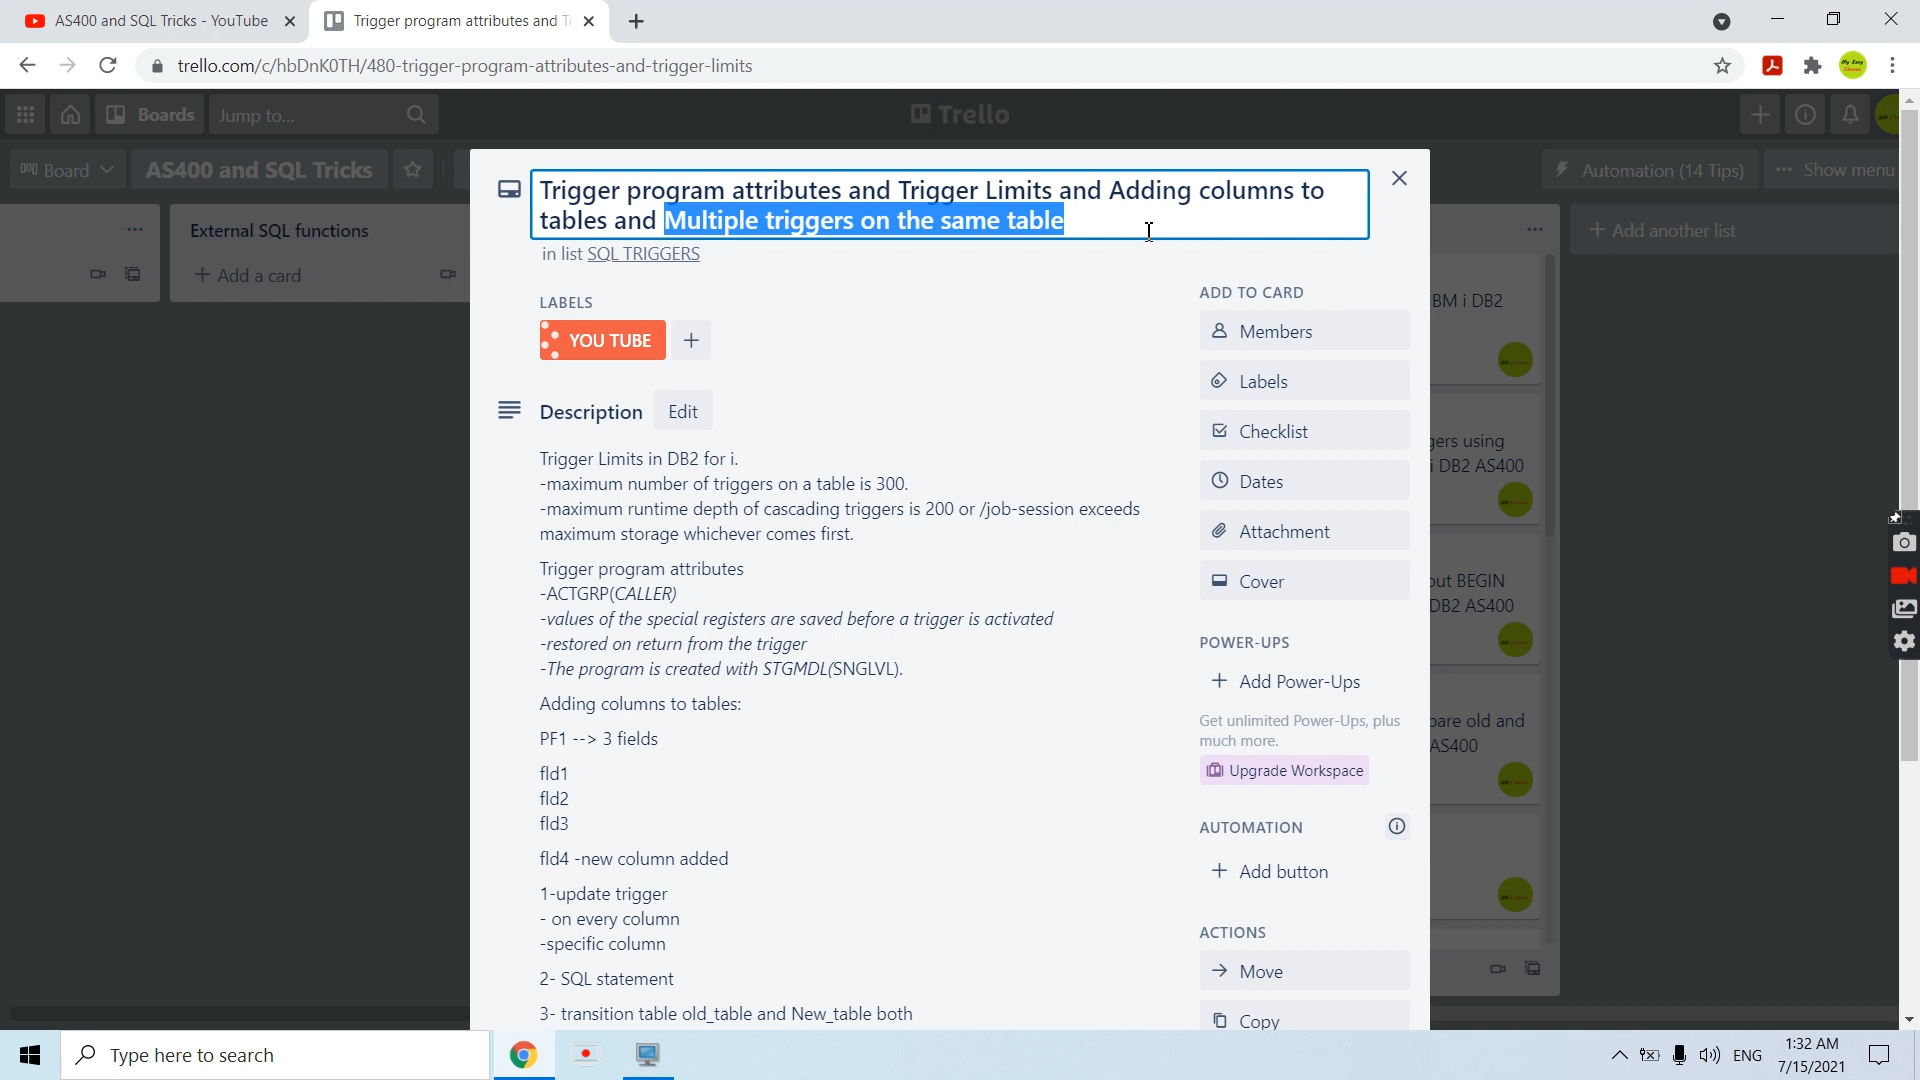 AS400 and SQL Tricks - YouTube
Trigger program attributes and T
trello.com/c/hbDnK0TH/480-trigger-program-attributes-and-trigger-limits
Boards
Jump to...
Trello
Board
AS400 and SQL Tricks
Automation (14 Tips)
Show menu
External SQL functions
Add a card
Trigger program attributes and Trigger Limits and Adding columns to
tables and Multiple triggers on the same table
in list SQL TRIGGERS
LABELS
YOU TUBE
Description
Edit
Trigger Limits in DB2 for i.
-maximum number of triggers on a table is 300.
-maximum runtime depth of cascading triggers is 200 or /job-session exceeds
maximum storage whichever comes first.
Trigger program attributes
-ACTGRP(CALLER)
-values of the special registers are saved before a trigger is activated
-restored on return from the trigger
-The program is created with STGMDL(SNGLVL).
Adding columns to tables:
PF1 --> 3 fields
fld1
fld2
fld3
fld4 -new column added
1-update trigger
- on every column
-specific column
2- SQL statement
3- transition table old_table and New_table both
ADD TO CARD
Members
Labels
Checklist
Dates
Attachment
Cover
POWER-UPS
Add Power-Ups
Get unlimited Power-Ups, plus
much more.
Upgrade Workspace
AUTOMATION
Add button
ACTIONS
Move
Copy
Add another list
BM i DB2
gers using
i DB2 AS400
out BEGIN
DB2 AS400
pare old and
AS400
Type here to search
ENG
1:32 AM
7/15/2021